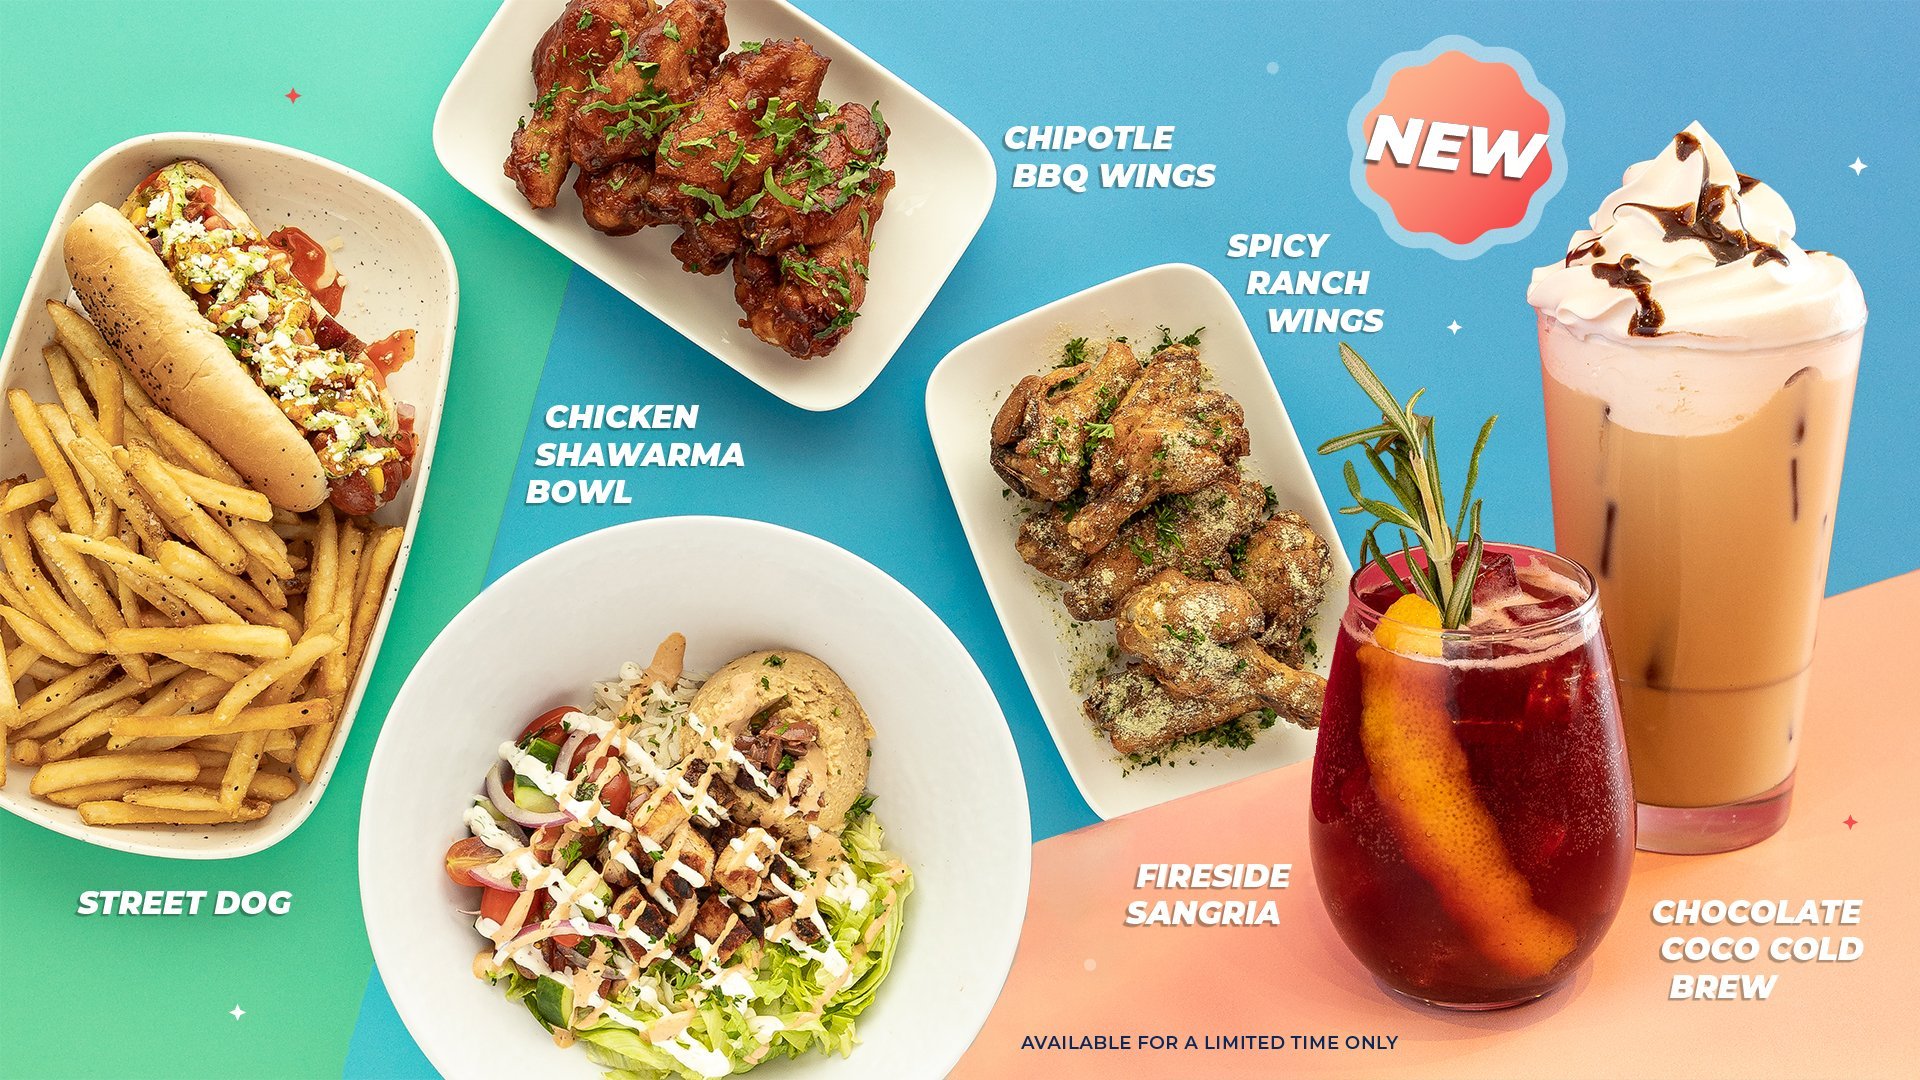 CHIPOTLE
BBQ WINGS
NEW
SPICY
RANCH
WINGS
CHICKEN
SHAWARMA
BOWL
STREET DOG
FIRESIDE
SANGRIA
CHOCOLATE
COCO COLD
BREW
AVAILABLE FOR A LIMITED TIME ONLY